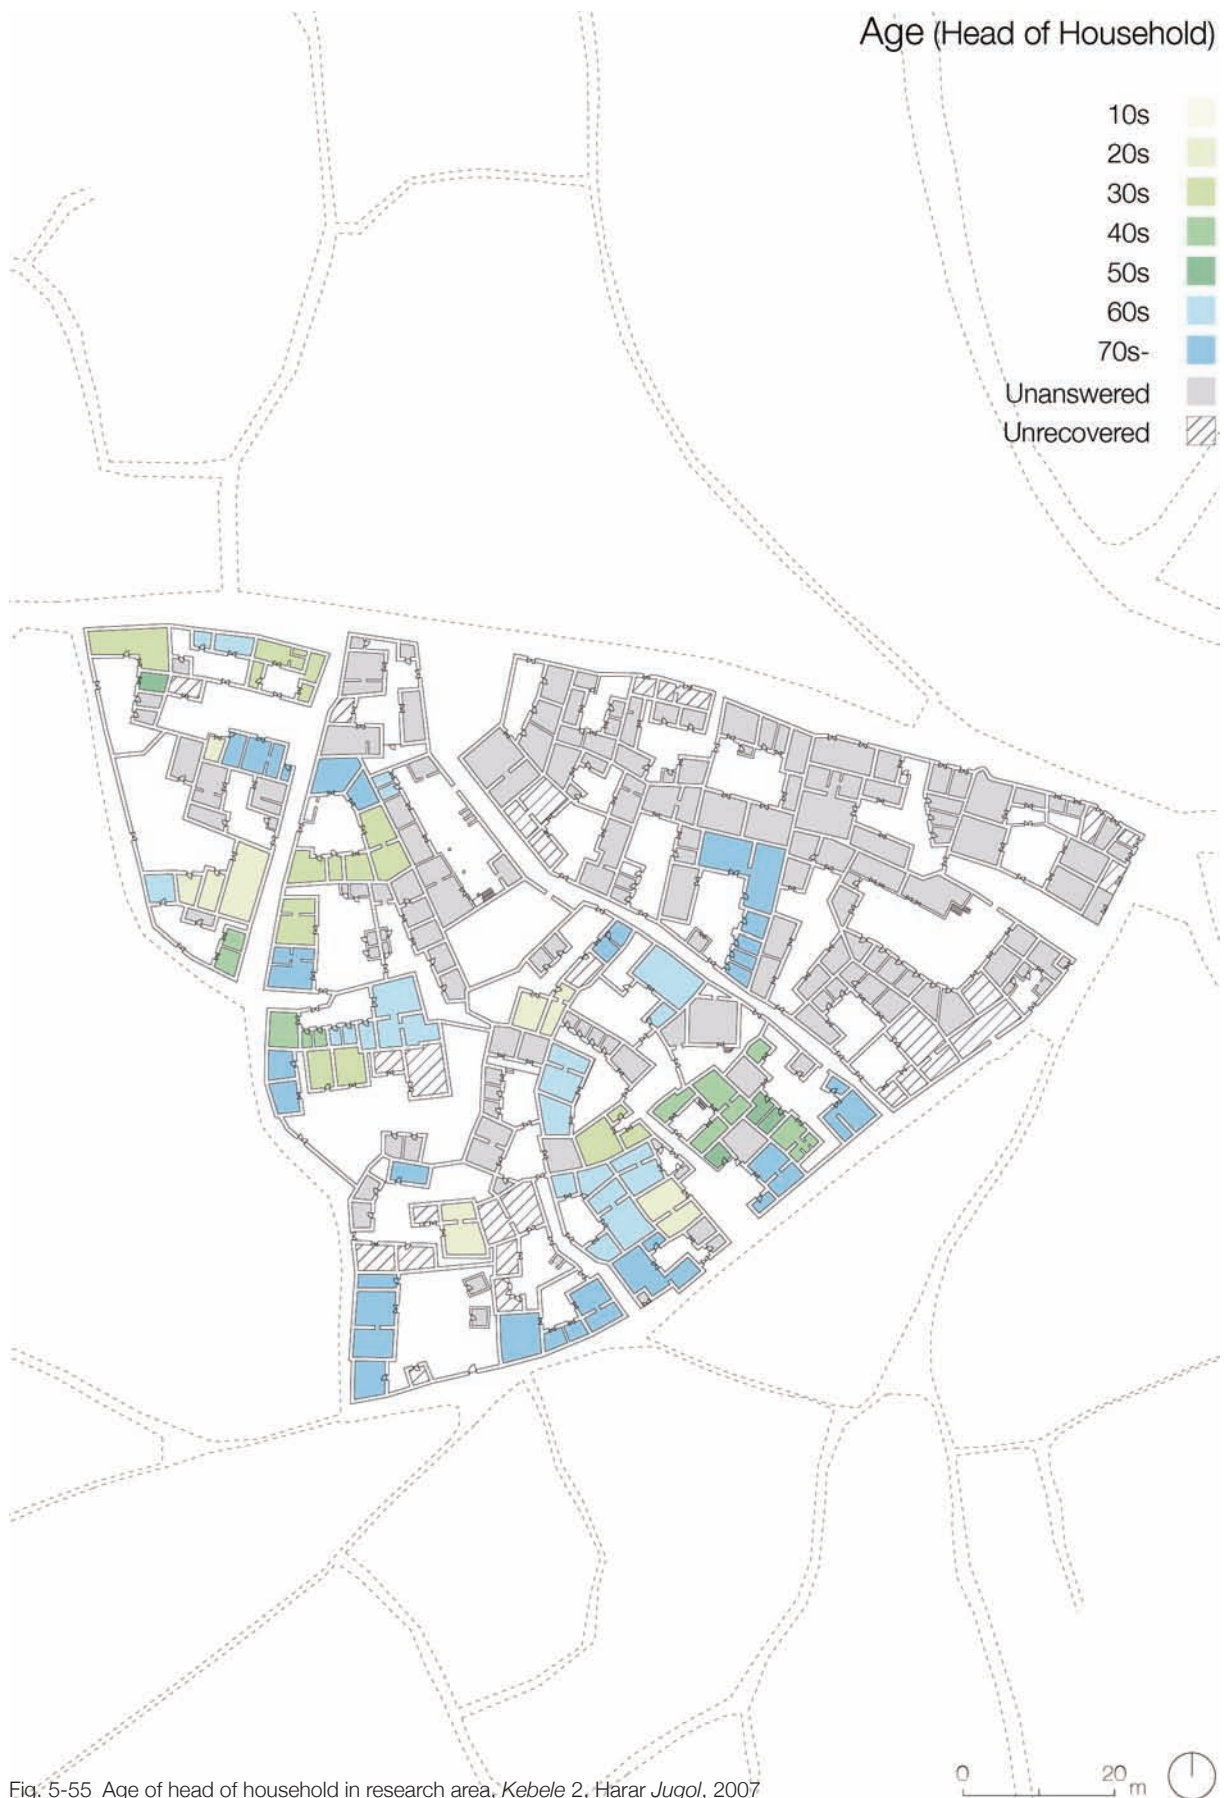 Age (Head of Household)
10s
20s
30s
40s
50s
60s
70s-
Unanswered
Unrecovered
0 20 m
Fig. 5-55 Age of head of household in research area, Kebele 2, Harar Jugol, 2007